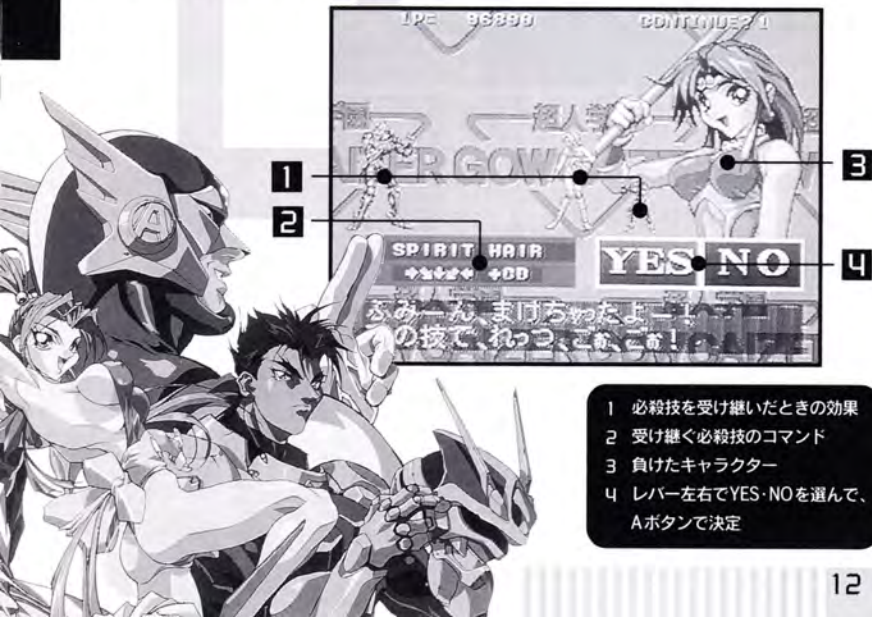 1P= 96800 CONTINUE? 1
超人学
SPIRIT HAIR
→↘↓↙← +CD
YES NO
ふみーん、まけちゃったよー!
の技で、れっつ、ごぉ、ごぉ!
1
2
3
4
A
1 必殺技を受け継いだときの効果
2 受け継ぐ必殺技のコマンド
3 負けたキャラクター
4 レバー左右でYES・NOを選んで、
Aボタンで決定
12